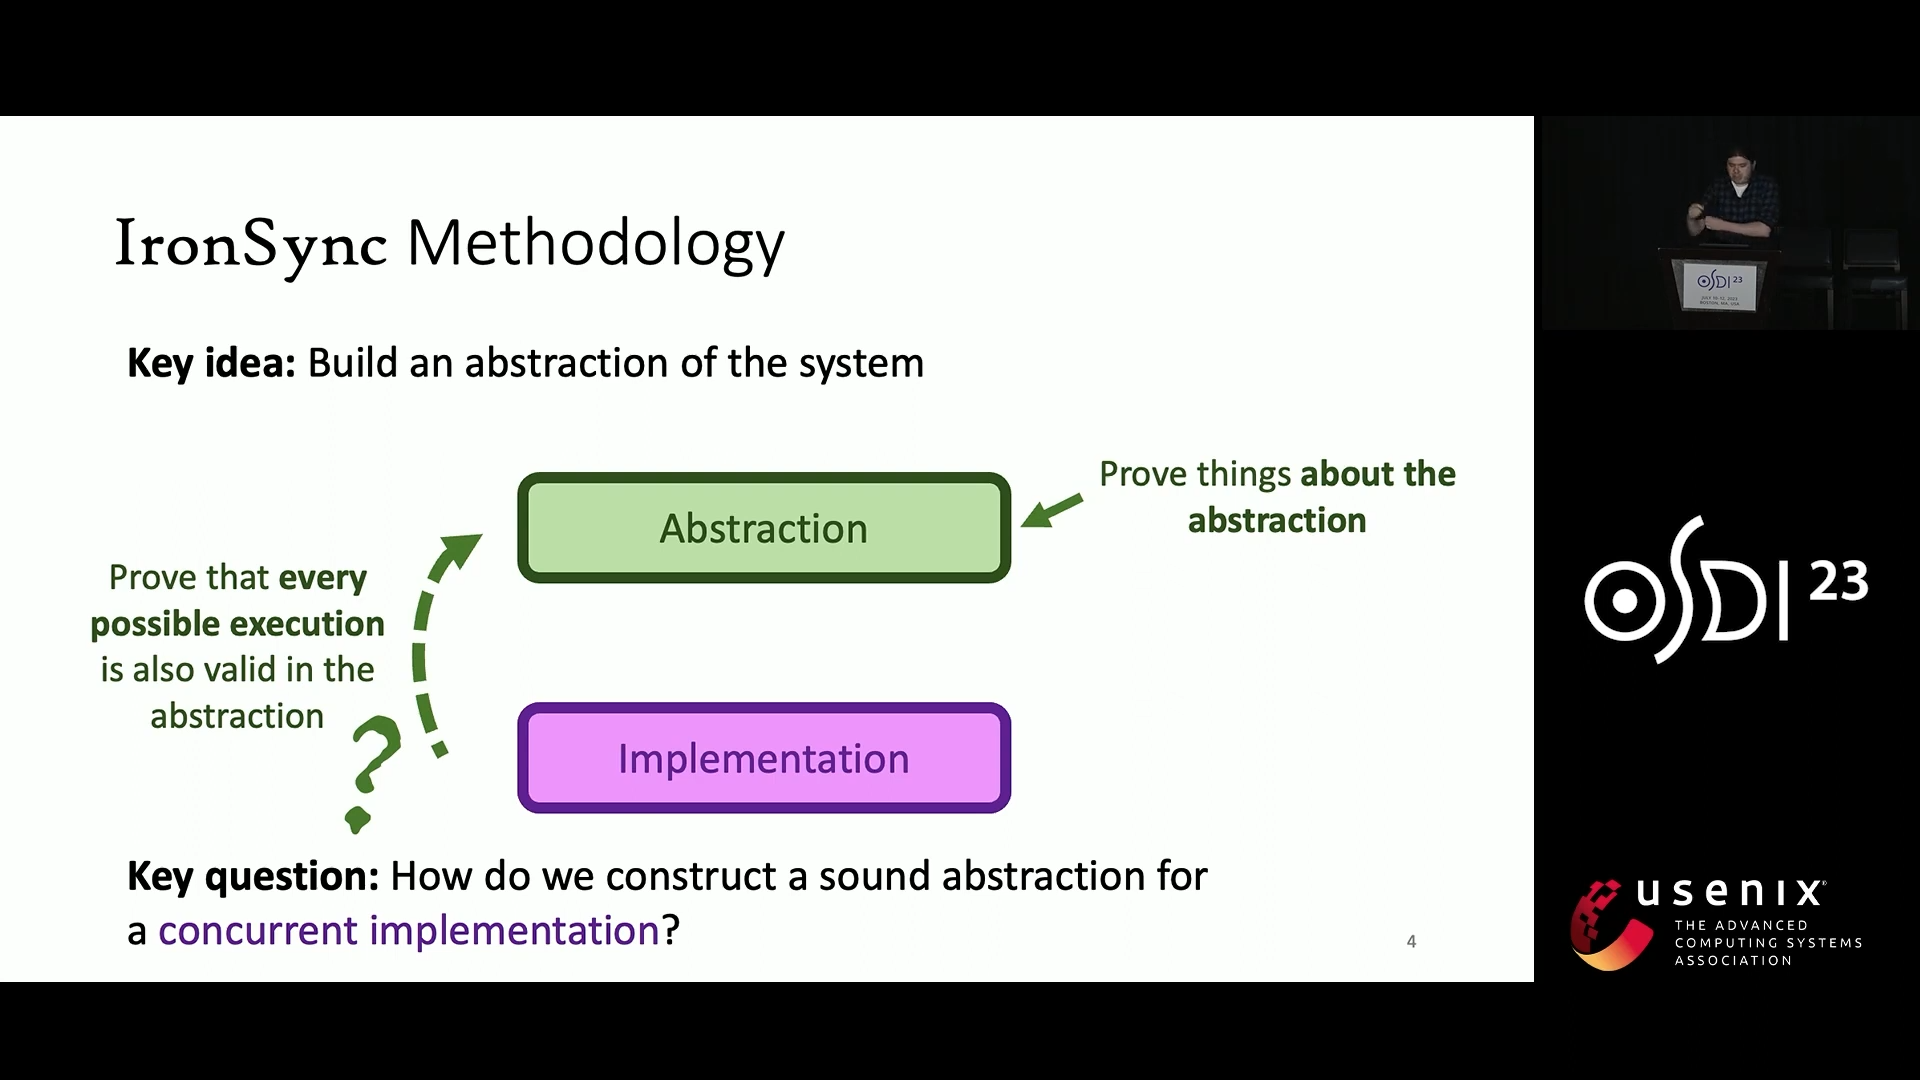 IronSync Methodology
Key idea: Build an abstraction of the system
Abstraction
Prove things about the
abstraction
Prove that every
possible execution
is also valid in the
abstraction
?
Implementation
Key question: How do we construct a sound abstraction for
a concurrent implementation?
4
OSDI 23
OSDI 23
usenix
THE ADVANCED
COMPUTING SYSTEMS
ASSOCIATION